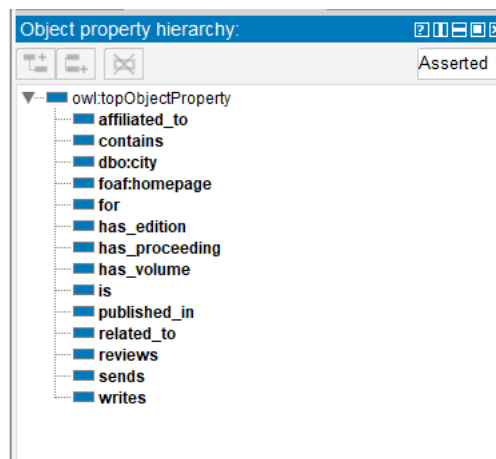 Object property hierarchy:
Asserted
owl:topObjectProperty
affiliated_to
contains
dbo:city
foaf:homepage
for
has_edition
has_proceeding
has_volume
is
published_in
related_to
reviews
sends
writes